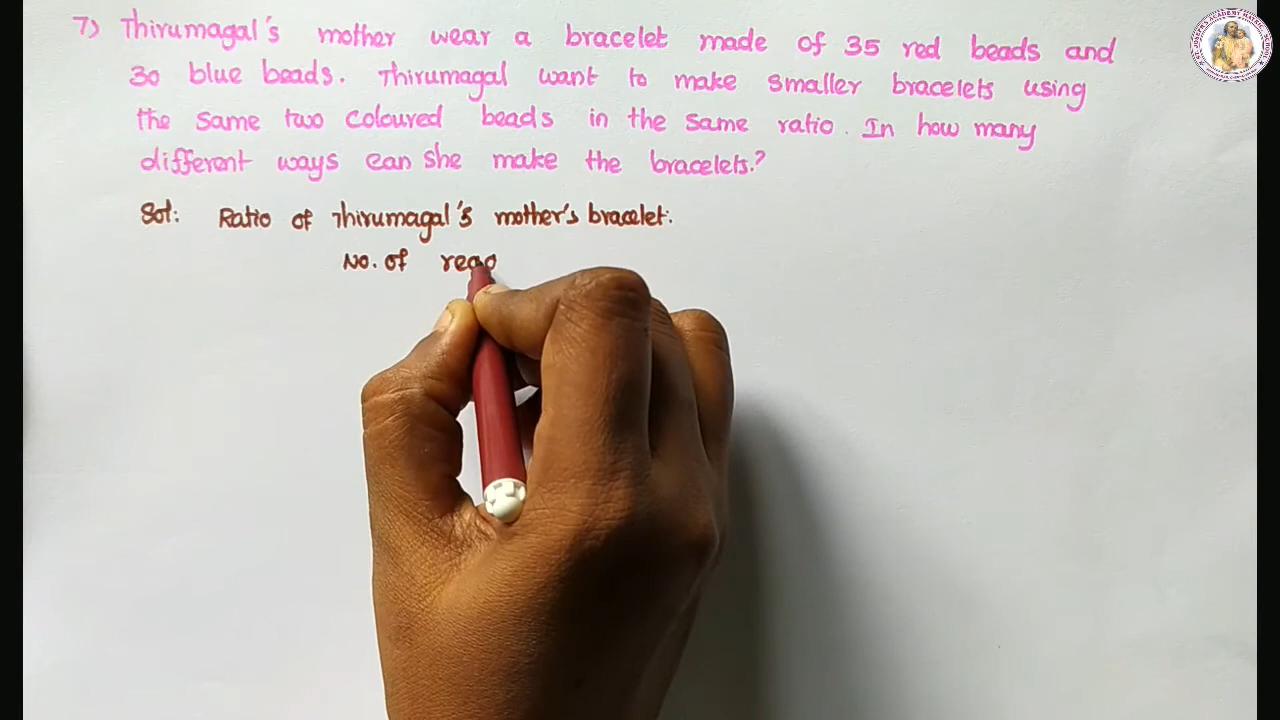 7) Thirumagal's mother wear a bracelet made of 35 red beads and
30 blue beads. Thirumagal want to make smaller bracelets using
the same two coloured beads in the same ratio. In how many
different ways can she make the bracelets.?
Sol: Ratio of Thirumagal's mother's bracelet.
No. of